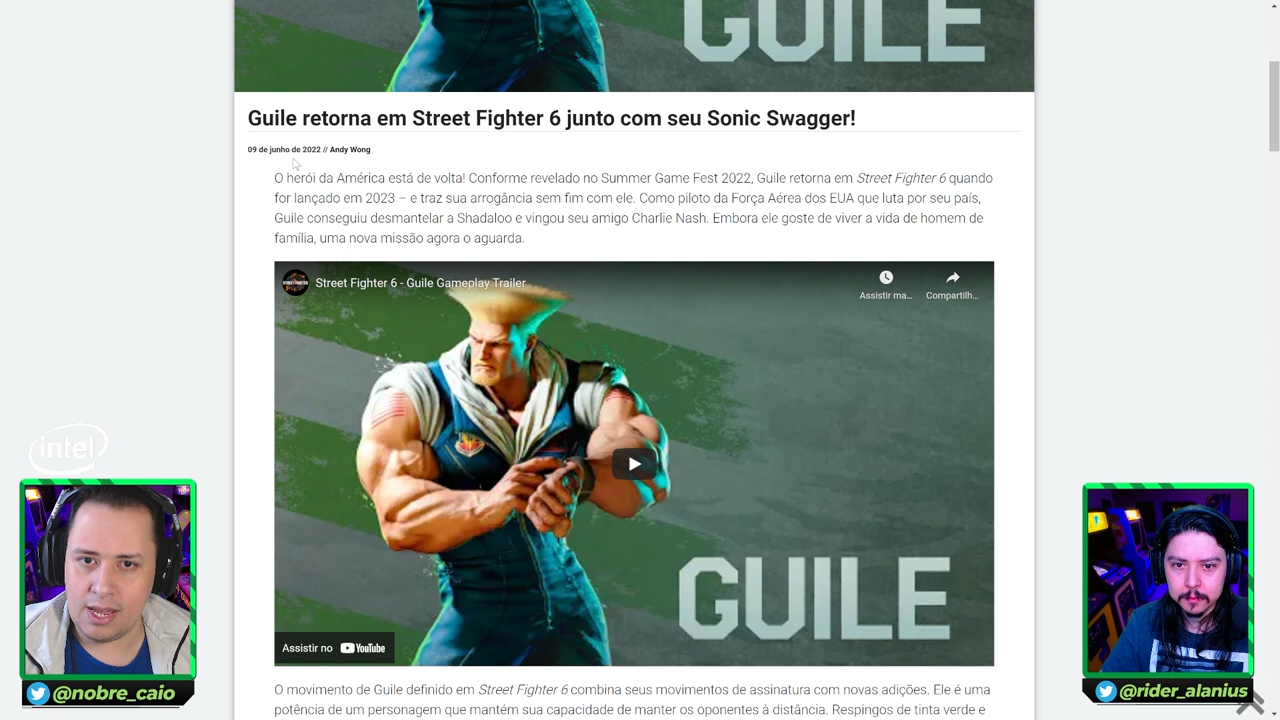 GUILE
Guile retorna em Street Fighter 6 junto com seu Sonic Swagger!
09 de junho de 2022 // Andy Wong
O herói da América está de volta! Conforme revelado no Summer Game Fest 2022, Guile retorna em Street Fighter 6 quando
for lançado em 2023 – e traz sua arrogância sem fim com ele. Como piloto da Força Aérea dos EUA que luta por seu país,
Guile conseguiu desmantelar a Shadaloo e vingou seu amigo Charlie Nash. Embora ele goste de viver a vida de homem de
família, uma nova missão agora o aguarda.
Street Fighter 6 - Guile Gameplay Trailer
Assistir ma...
Compartilh...
intel
GUILE
Assistir no YouTube
@nobre_caio
@rider_alanius
O movimento de Guile definido em Street Fighter 6 combina seus movimentos de assinatura com novas adições. Ele é uma
potência de um personagem que mantém sua capacidade de manter os oponentes à distância. Respingos de tinta verde e